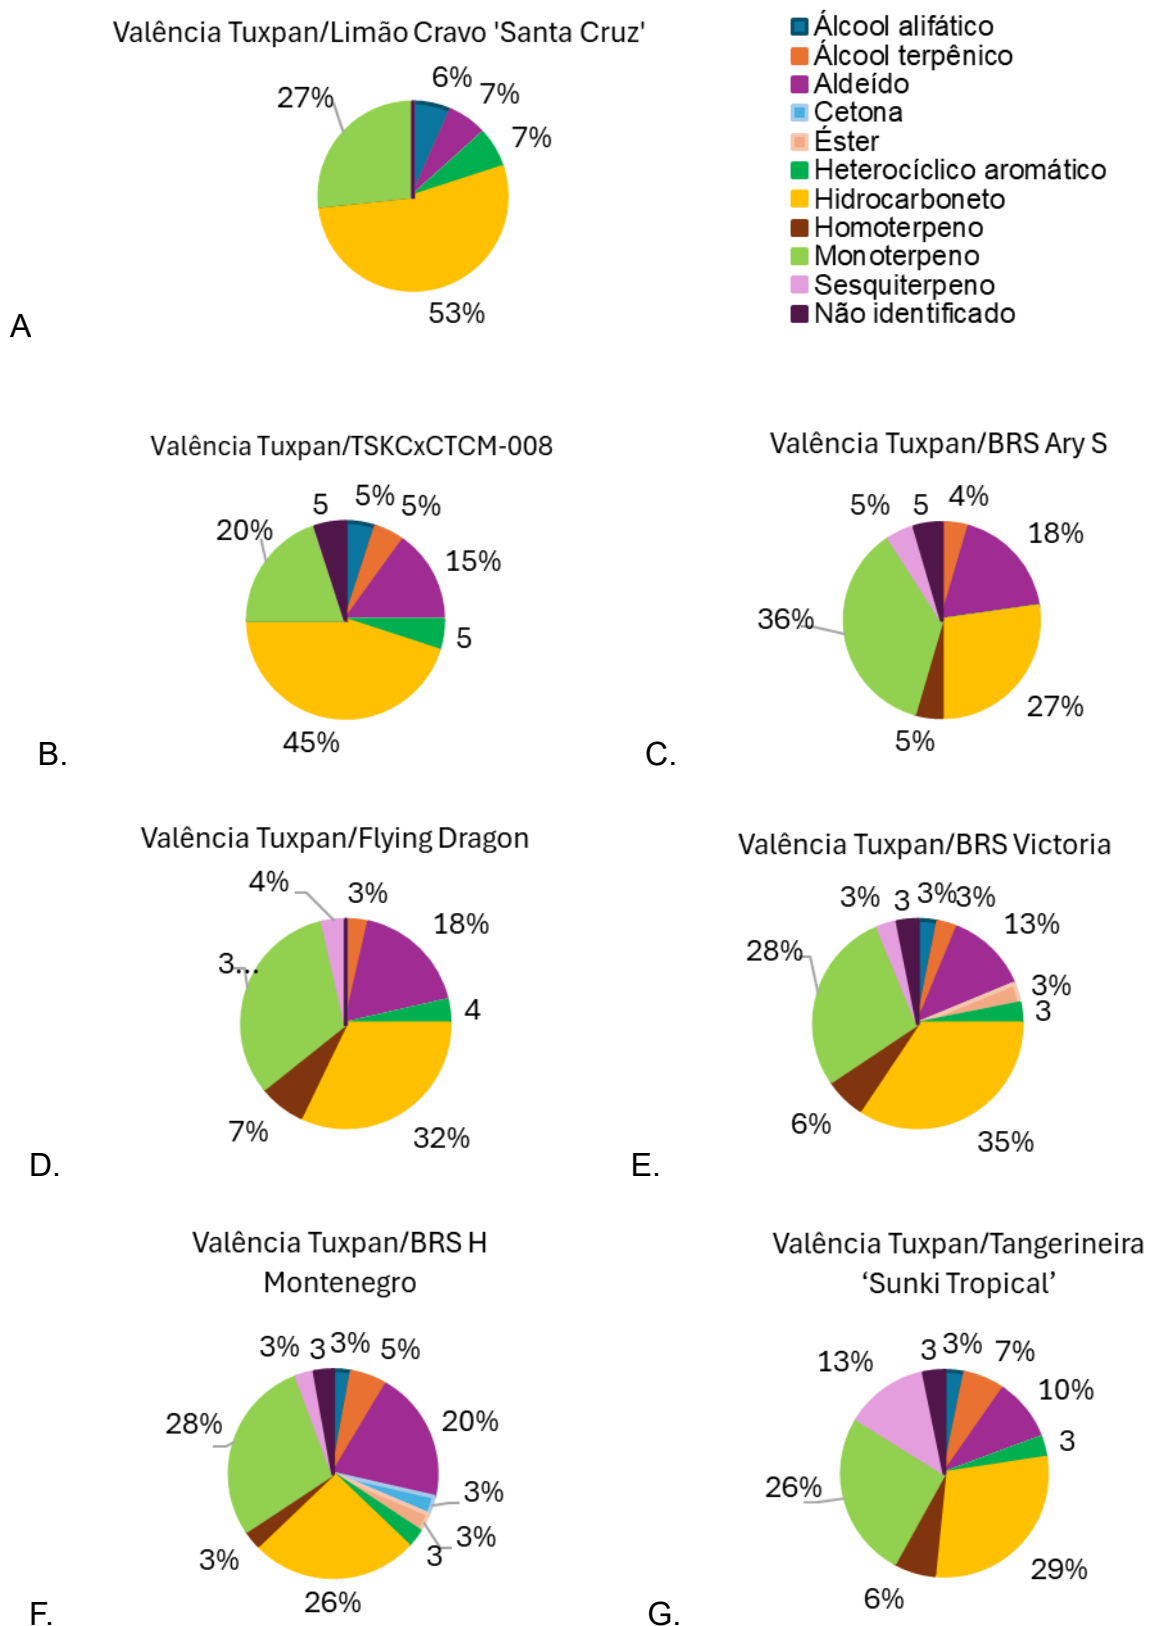 Valência Tuxpan/Limão Cravo 'Santa Cruz'
27%
6%
7%
7%
53%
A
Álcool alifático
Álcool terpênico
Aldeído
Cetona
Éster
Heterocíclico aromático
Hidrocarboneto
Homoterpeno
Monoterpeno
Sesquiterpeno
Não identificado
Valência Tuxpan/TSKCxCTCM-008
20%
5
5%
5%
15%
5
45%
B.
Valência Tuxpan/BRS Ary S
5%
5
4%
18%
36%
27%
5%
C.
Valência Tuxpan/Flying Dragon
4%
3%
18%
3...
4
7%
32%
D.
Valência Tuxpan/BRS Victoria
3%
3
3%
3%
13%
28%
3%
3
6%
35%
E.
Valência Tuxpan/BRS H
Montenegro
3%
3
3%
5%
28%
20%
3%
3%
3
3%
26%
F.
Valência Tuxpan/Tangerineira
‘Sunki Tropical’
13%
3
3%
7%
10%
3
26%
29%
6%
G.